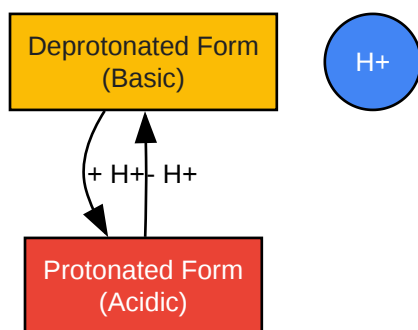 Deprotonated Form
(Basic)
H+
+ H+
- H+
Protonated Form
(Acidic)